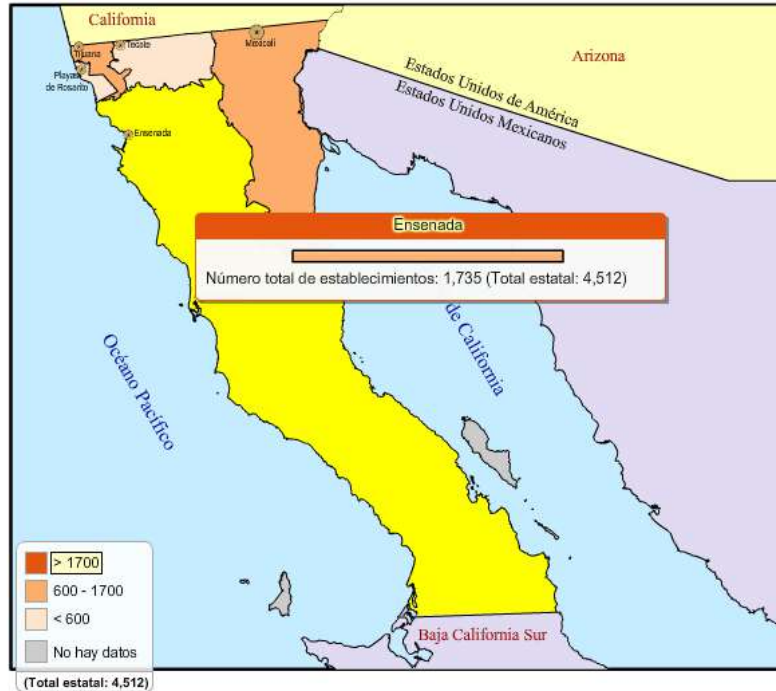 California
Arizona
Tijuana
Tecate
Mexicali
Playas
de Rosarito
Estados Unidos de América
Estados Unidos Mexicanos
Ensenada
Ensenada
Número total de establecimientos: 1,735 (Total estatal: 4,512)
de California
Océano Pacífico
> 1700
600 - 1700
< 600
No hay datos
(Total estatal: 4,512)
Baja California Sur